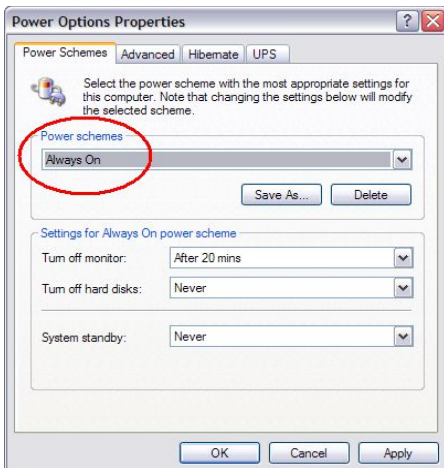 Power Options Properties
Power Schemes Advanced Hibernate UPS
Select the power scheme with the most appropriate settings for
this computer. Note that changing the settings below will modify
the selected scheme.
Power schemes
Always On
Save As... Delete
Settings for Always On power scheme
Turn off monitor: After 20 mins
Turn off hard disks: Never
System standby: Never
OK Cancel Apply